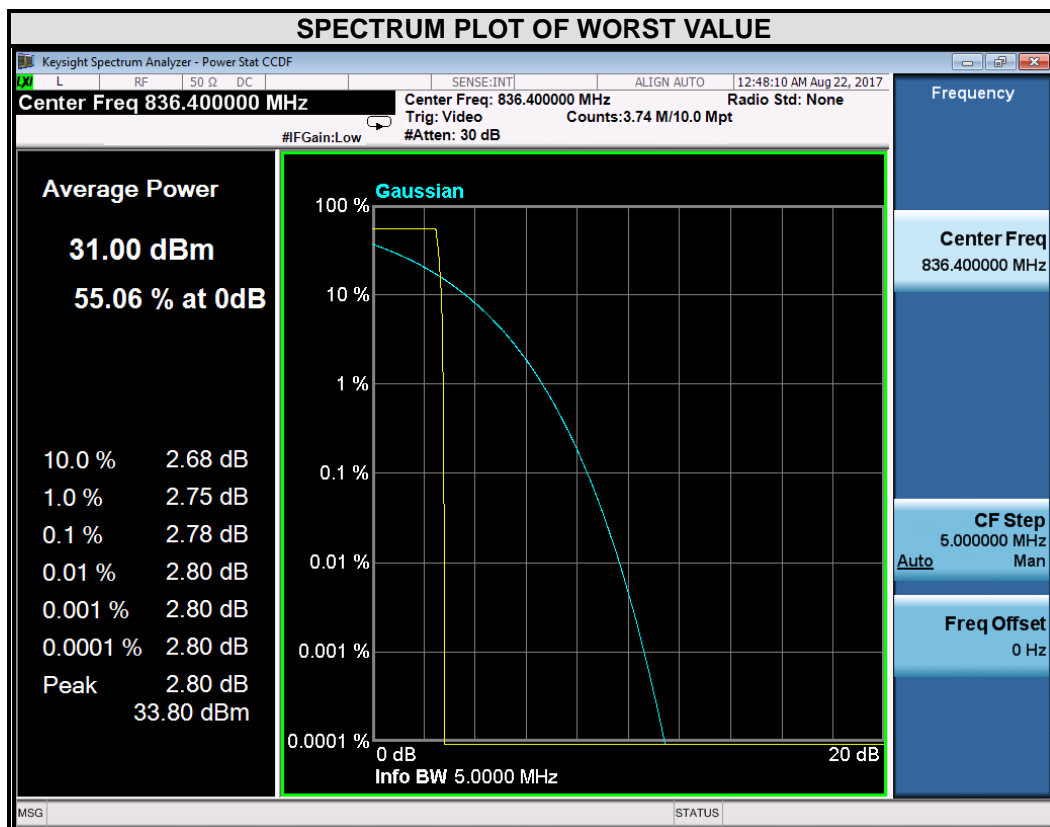 SPECTRUM PLOT OF WORST VALUE
Keysight Spectrum Analyzer - Power Stat CCDF
LXI L RF 50 Ω DC SENSE:INT ALIGN AUTO 12:48:10 AM Aug 22, 2017
Center Freq 836.400000 MHz
Center Freq: 836.400000 MHz Radio Std: None
Trig: Video Counts:3.74 M/10.0 Mpt
#IFGain:Low #Atten: 30 dB
Average Power
31.00 dBm
55.06 % at 0dB
10.0 % 2.68 dB
1.0 % 2.75 dB
0.1 % 2.78 dB
0.01 % 2.80 dB
0.001 % 2.80 dB
0.0001 % 2.80 dB
Peak 2.80 dB
33.80 dBm
Gaussian
100 %
10 %
1 %
0.1 %
0.01 %
0.001 %
0.0001 %
0 dB 20 dB
Info BW 5.0000 MHz
Frequency
Center Freq
836.400000 MHz
CF Step
5.000000 MHz
Auto Man
Freq Offset
0 Hz
MSG STATUS